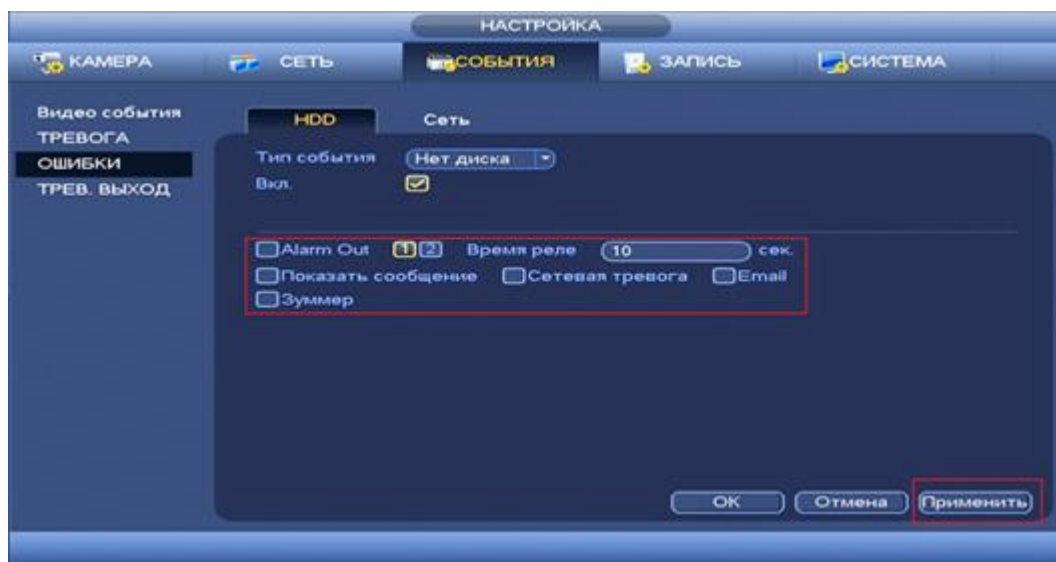 НАСТРОЙКА
КАМЕРА СЕТЬ СОБЫТИЯ ЗАПИСЬ СИСТЕМА
Видео события
ТРЕВОГА
ОШИБКИ
ТРЕВ. ВЫХОД
HDD Сеть
Тип события Нет диска
Вкл.
Alarm Out 1 2 Время реле 10 сек.
Показать сообщение Сетевая тревога Email
Зуммер
OK Отмена Применить